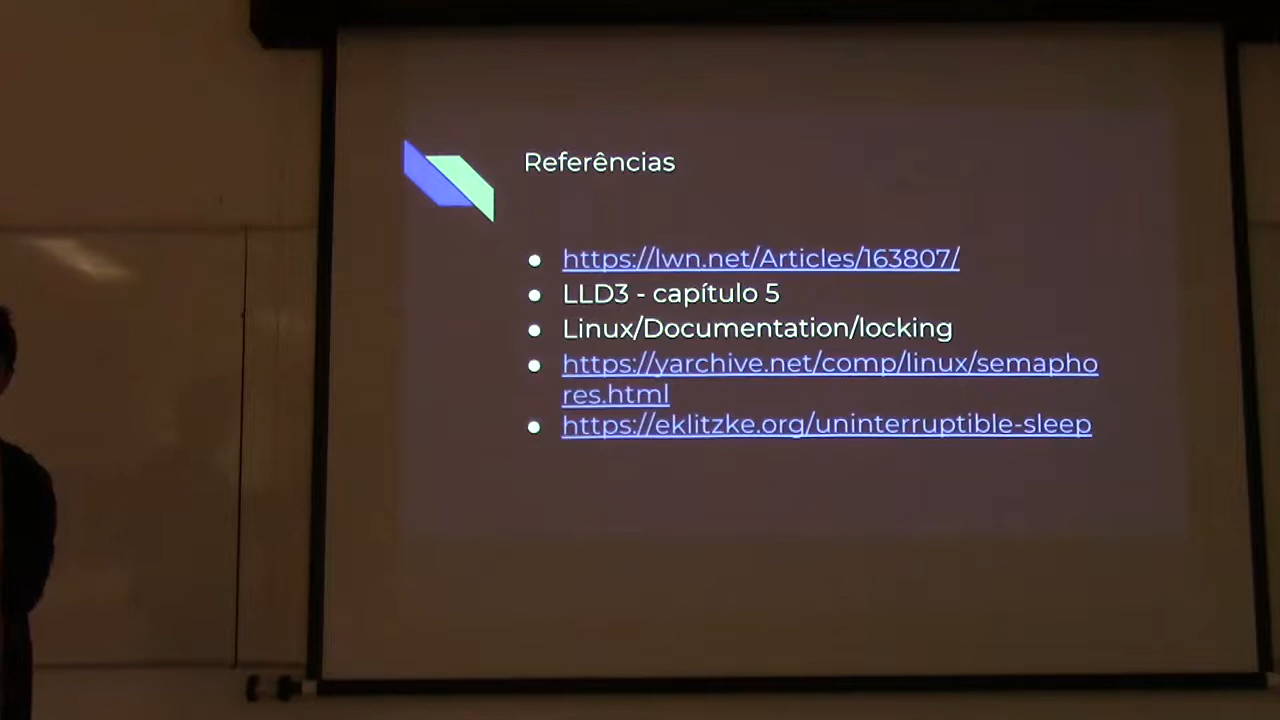 Referências
● https://lwn.net/Articles/163807/
● LLD3 - capítulo 5
● Linux/Documentation/locking
● https://yarchive.net/comp/linux/semapho
res.html
● https://eklitzke.org/uninterruptible-sleep